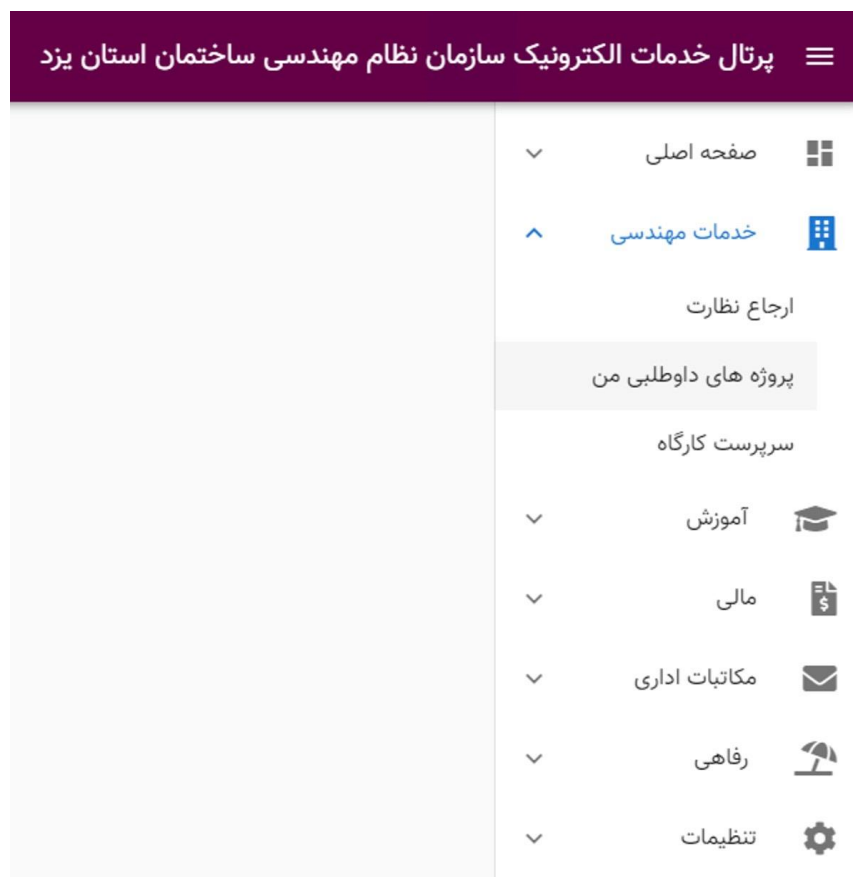 پرتال خدمات الکترونیک سازمان نظام مهندسی ساختمان استان یزد
صفحه اصلی
خدمات مهندسی
ارجاع نظارت
پروژه های داوطلبی من
سرپرست کارگاه
آموزش
مالی
مکاتبات اداری
رفاهی
تنظیمات